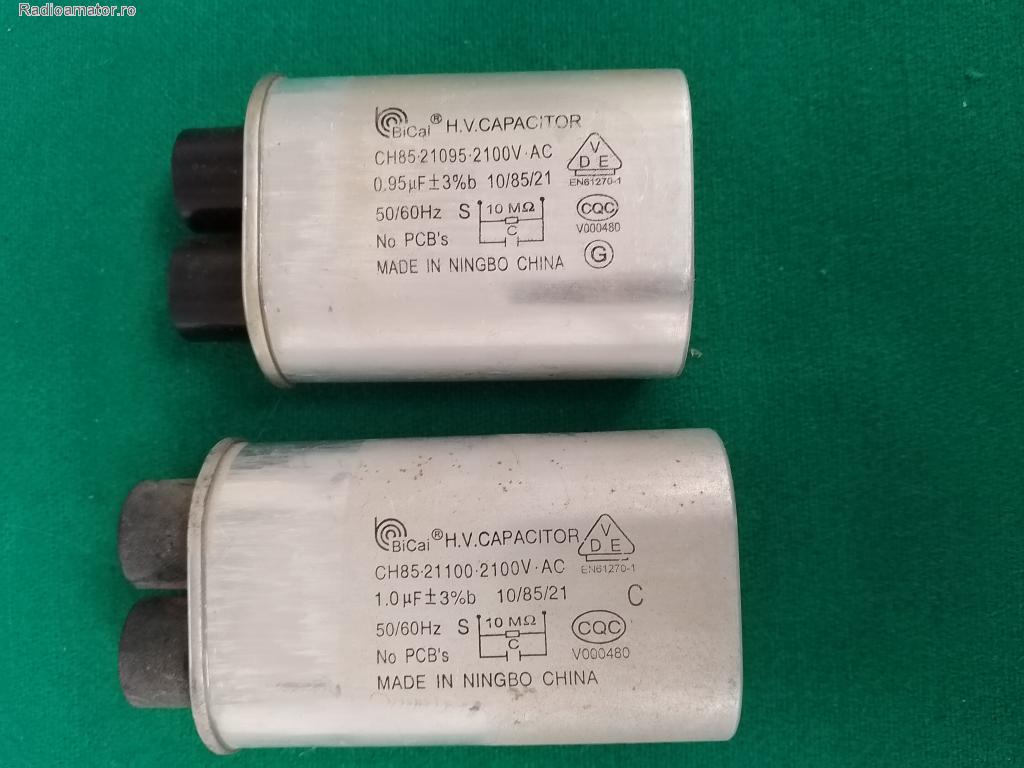 Radioamator.ro
BiCai® H.V.CAPACITOR
CH85·21095·2100V·AC
V
D E
EN61270-1
0.95µF±3%b 10/85/21
50/60Hz S 10 MΩ
C
CQC
V000480
No PCB's
G
MADE IN NINGBO CHINA
BiCai® H.V.CAPACITOR
V
D E
EN61270-1
CH85·21100·2100V·AC
1.0µF±3%b 10/85/21
C
50/60Hz S 10 MΩ
C
CQC
V000480
No PCB's
MADE IN NINGBO CHINA